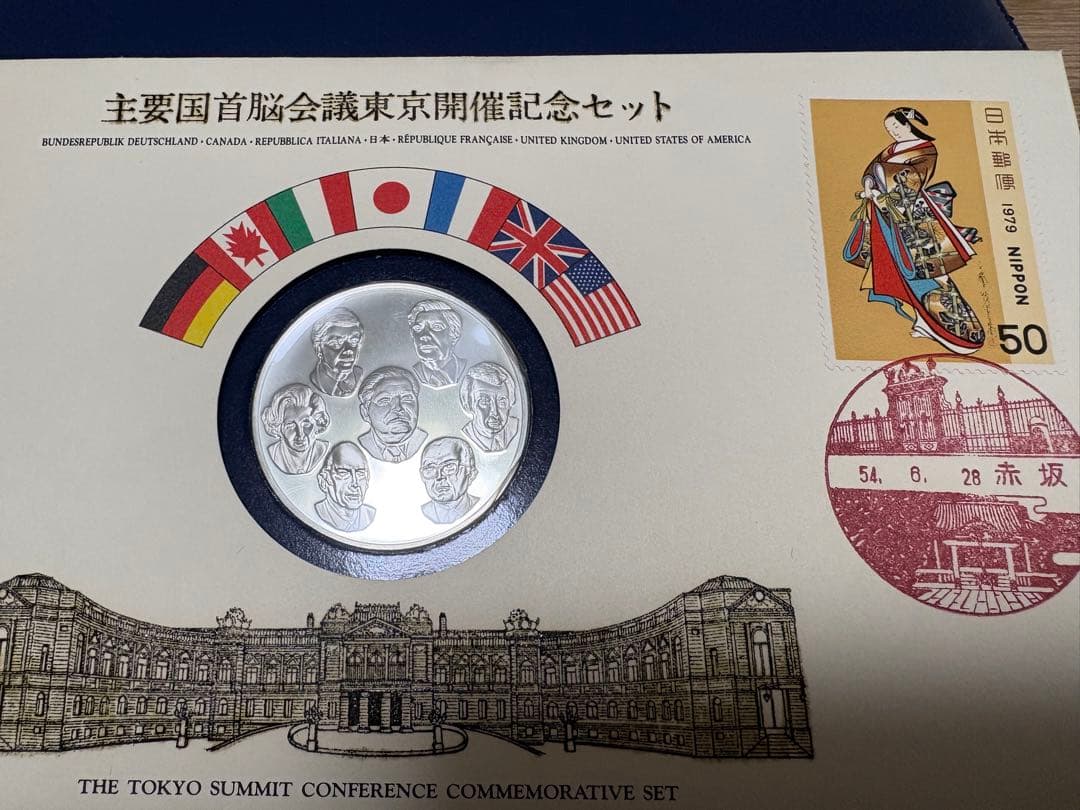 主要国首脳会議東京開催記念セット
BUNDESREPUBLIK DEUTSCHLAND・CANADA・REPUBBLICA ITALIANA・日本・RÉPUBLIQUE FRANÇAISE・UNITED KINGDOM・UNITED STATES OF AMERICA
日本郵便 1979 NIPPON
50
54. 6. 28 赤坂
THE TOKYO SUMMIT CONFERENCE COMMEMORATIVE SET